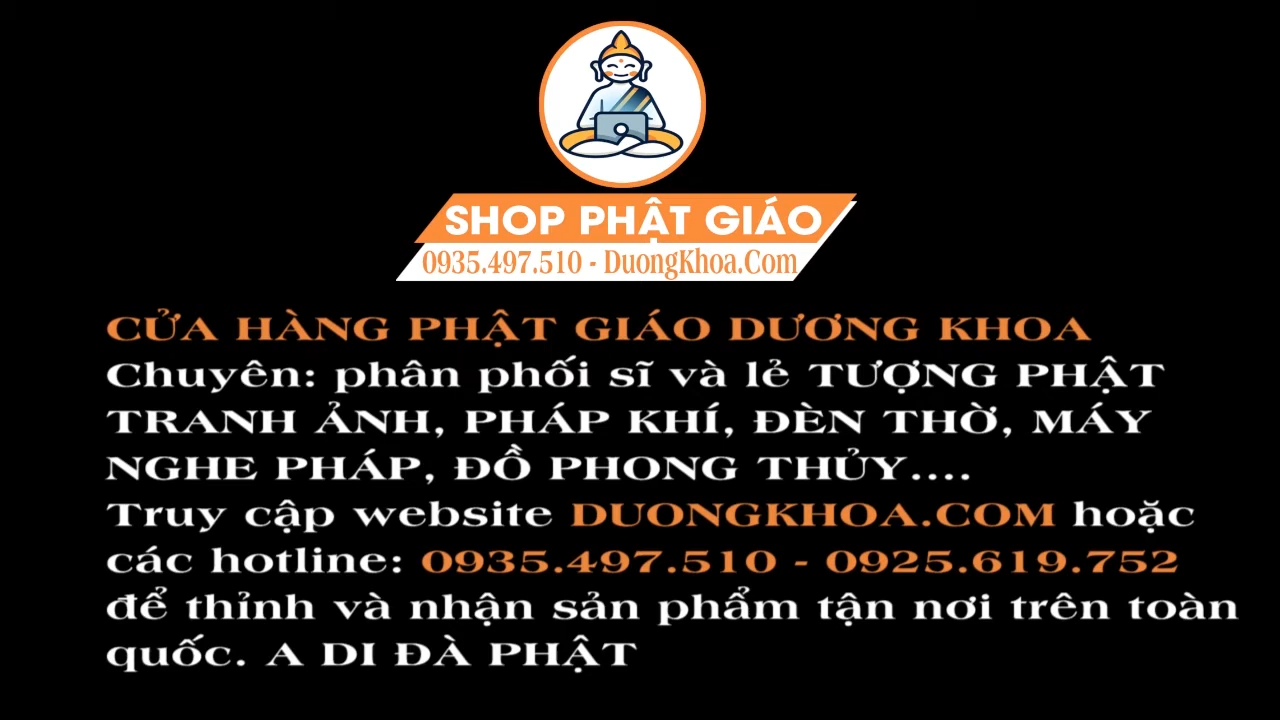 SHOP PHẬT GIÁO
0935.497.510 - DuongKhoa.Com
CỬA HÀNG PHẬT GIÁO DƯƠNG KHOA
Chuyên: phân phối sĩ và lẻ TƯỢNG PHẬT
TRANH ẢNH, PHÁP KHÍ, ĐÈN THỜ, MÁY
NGHE PHÁP, ĐỒ PHONG THỦY....
Truy cập website DUONGKHOA.COM hoặc
các hotline: 0935.497.510 - 0925.619.752
để thỉnh và nhận sản phẩm tận nơi trên toàn
quốc. A DI ĐÀ PHẬT